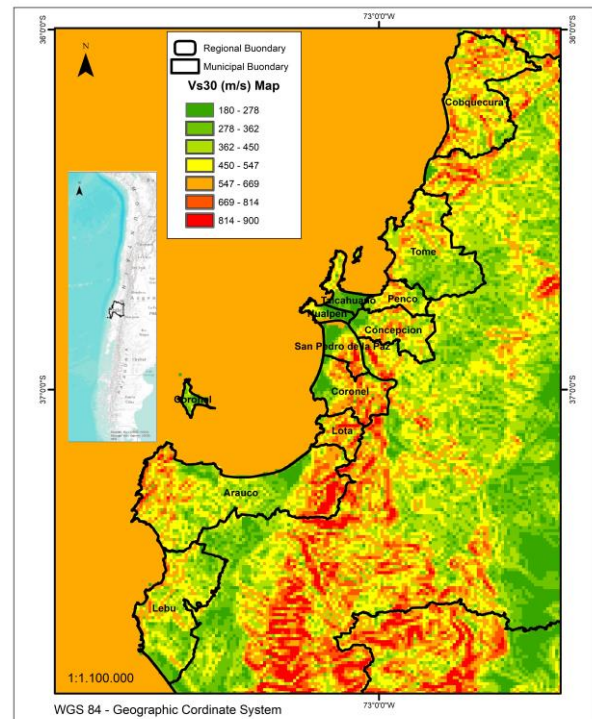 73°0'0"W
36°0'0"S
36°0'0"S
N
Regional Buondary
Municipal Buondary
Vs30 (m/s) Map
180 - 278
278 - 362
362 - 450
450 - 547
547 - 669
669 - 814
814 - 900
Cobquecura
Tome
Tlcahuano
Penco
Hualpen
Concepcion
San Pedro de la Paz
37°0'0"S
37°0'0"S
Coronel
Coronel
Lota
Arauco
Lebu
1:1.100.000
73°0'0"W
WGS 84 - Geographic Cordinate System